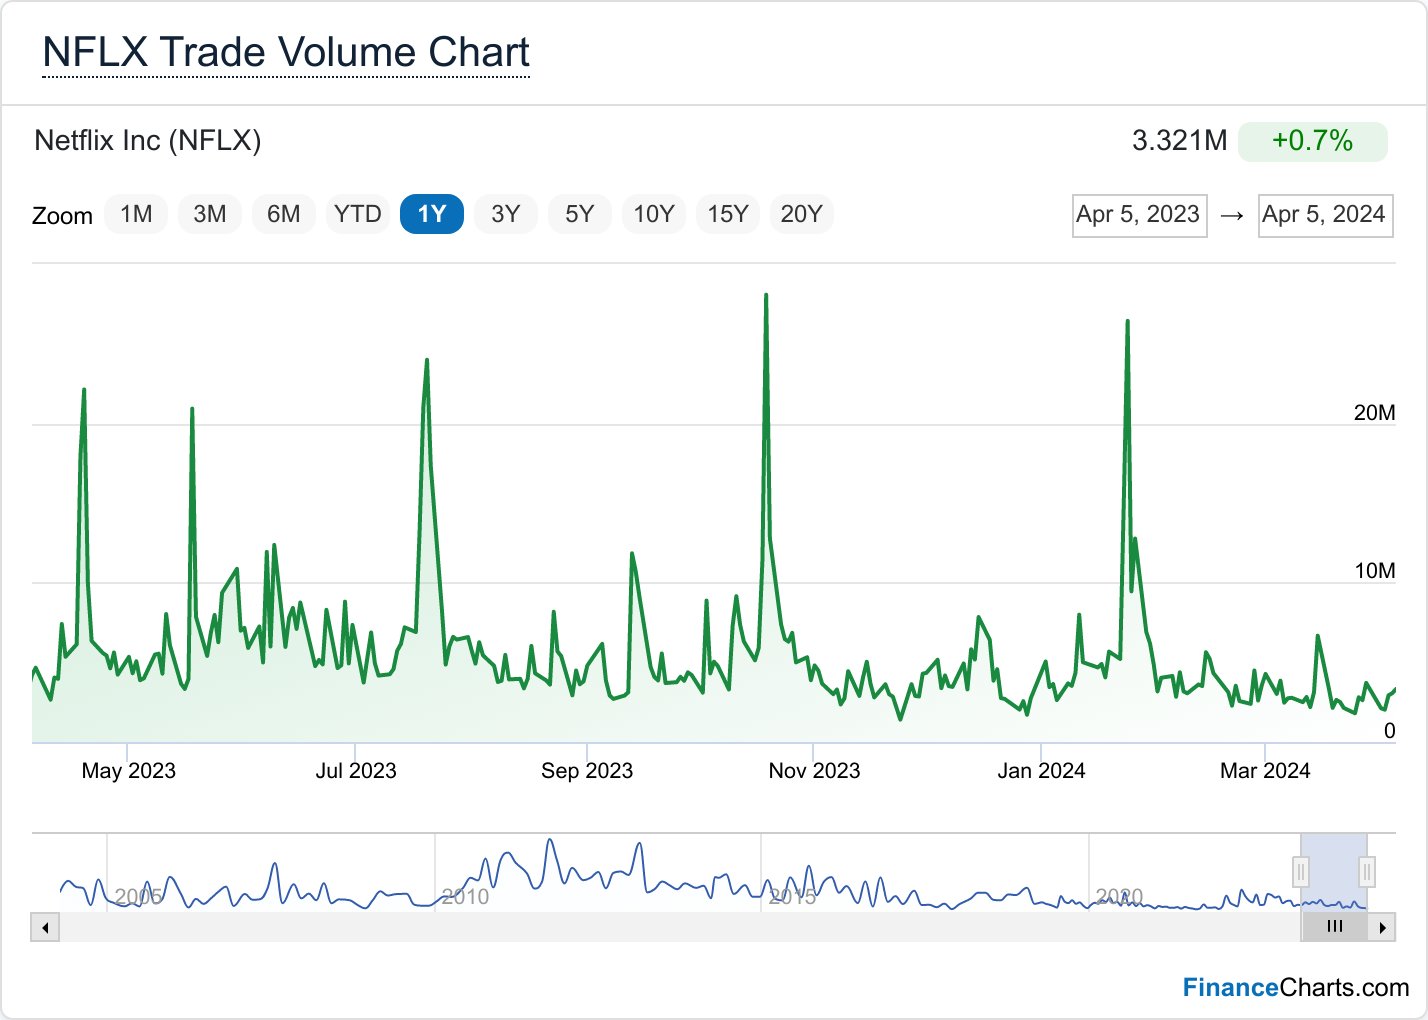 NFLX Trade Volume Chart
Netflix Inc (NFLX) 3.321M +0.7%
Zoom 1M 3M 6M YTD 1Y 3Y 5Y 10Y 15Y 20Y Apr 5, 2023 → Apr 5, 2024
20M
10M
0
May 2023 Jul 2023 Sep 2023 Nov 2023 Jan 2024 Mar 2024
2005 2010 2015 2020
FinanceCharts.com